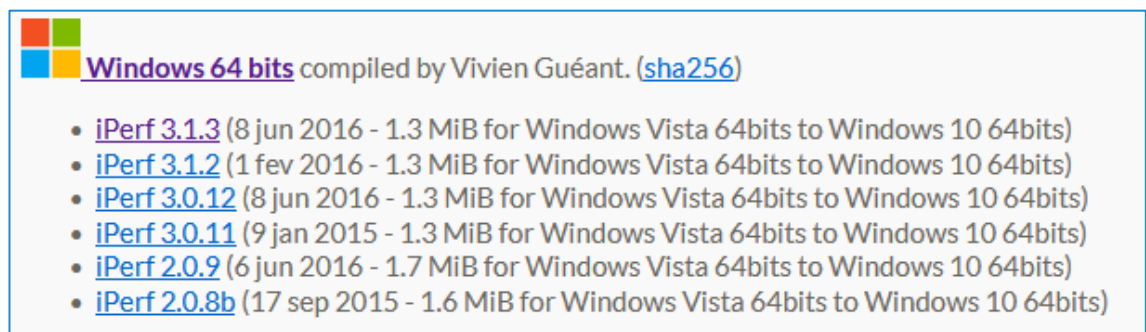 Windows 64 bits compiled by Vivien Guéant. (sha256)
• iPerf 3.1.3 (8 jun 2016 - 1.3 MiB for Windows Vista 64bits to Windows 10 64bits)
• iPerf 3.1.2 (1 fev 2016 - 1.3 MiB for Windows Vista 64bits to Windows 10 64bits)
• iPerf 3.0.12 (8 jun 2016 - 1.3 MiB for Windows Vista 64bits to Windows 10 64bits)
• iPerf 3.0.11 (9 jan 2015 - 1.3 MiB for Windows Vista 64bits to Windows 10 64bits)
• iPerf 2.0.9 (6 jun 2016 - 1.7 MiB for Windows Vista 64bits to Windows 10 64bits)
• iPerf 2.0.8b (17 sep 2015 - 1.6 MiB for Windows Vista 64bits to Windows 10 64bits)